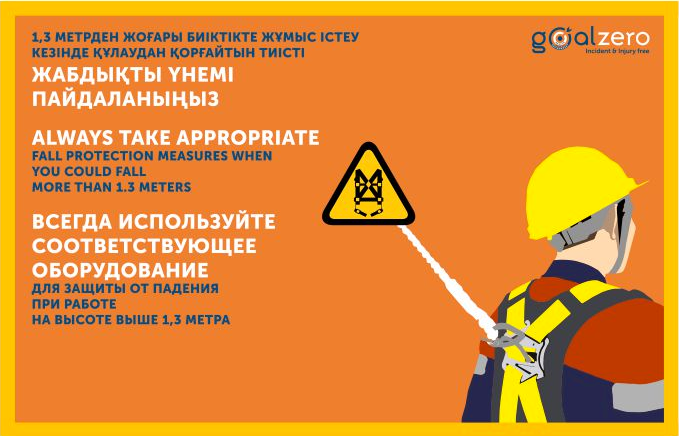 1,3 МЕТРДЕН ЖОҒАРЫ БИІКТІКТЕ ЖҰМЫС ІСТЕУ
КЕЗІНДЕ ҚҰЛАУДАН ҚОРҒАЙТЫН ТИІСТІ
ЖАБДЫҚТЫ ҮНЕМІ
ПАЙДАЛАНЫҢЫЗ
goalzero
Incident & Injury free
ALWAYS TAKE APPROPRIATE
FALL PROTECTION MEASURES WHEN
YOU COULD FALL
MORE THAN 1.3 METERS
ВСЕГДА ИСПОЛЬЗУЙТЕ
СООТВЕТСТВУЮЩЕЕ
ОБОРУДОВАНИЕ
ДЛЯ ЗАЩИТЫ ОТ ПАДЕНИЯ
ПРИ РАБОТЕ
НА ВЫСОТЕ ВЫШЕ 1,3 МЕТРА